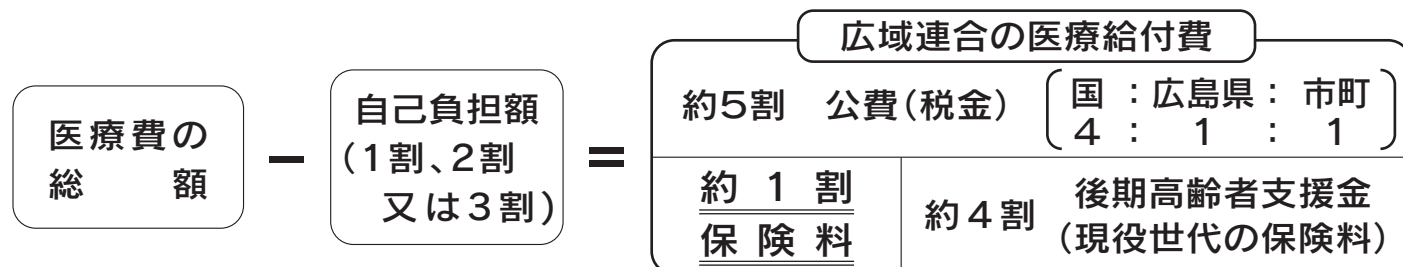 広域連合の医療給付費
医療費の
総額
−
自己負担額
(1割、2割
又は3割)
=
約5割 公費(税金)
国:広島県:市町
4:1:1
約1割
保険料
約4割
後期高齢者支援金
(現役世代の保険料)